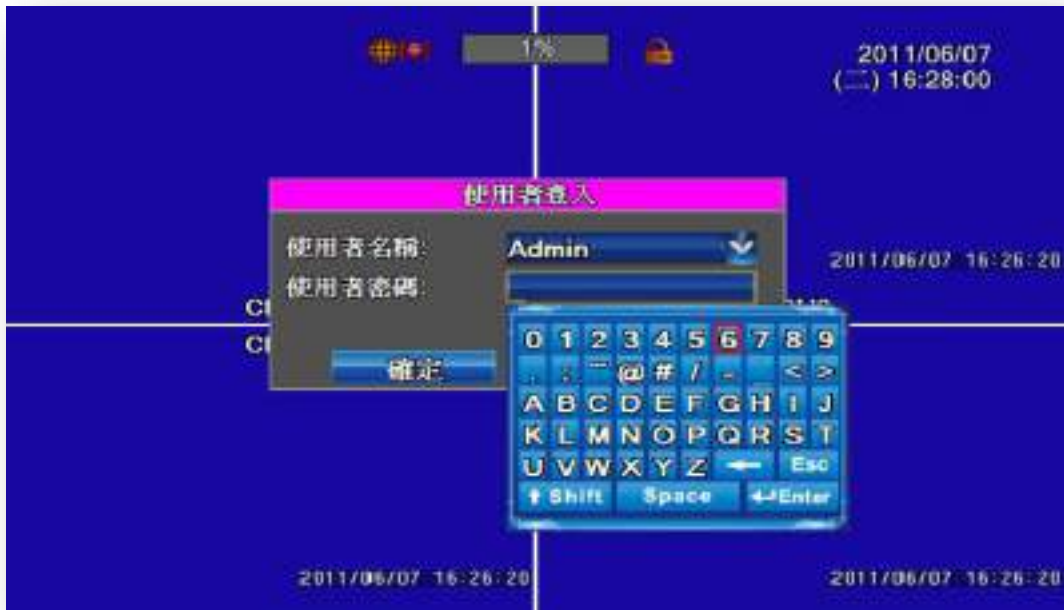 1%
2011/06/07
(二) 16:28:00
使用者登入
使用者名稱: Admin
2011/06/07 16:26:20
使用者密碼:
CH
CH
0 1 2 3 4 5 6 7 8 9
. : @ # / - < >
A B C D E F G H I J
K L M N O P Q R S T
U V W X Y Z ← Esc
Shift Space Enter
確定
2011/06/07 16:26:20
2011/06/07 16:26:20